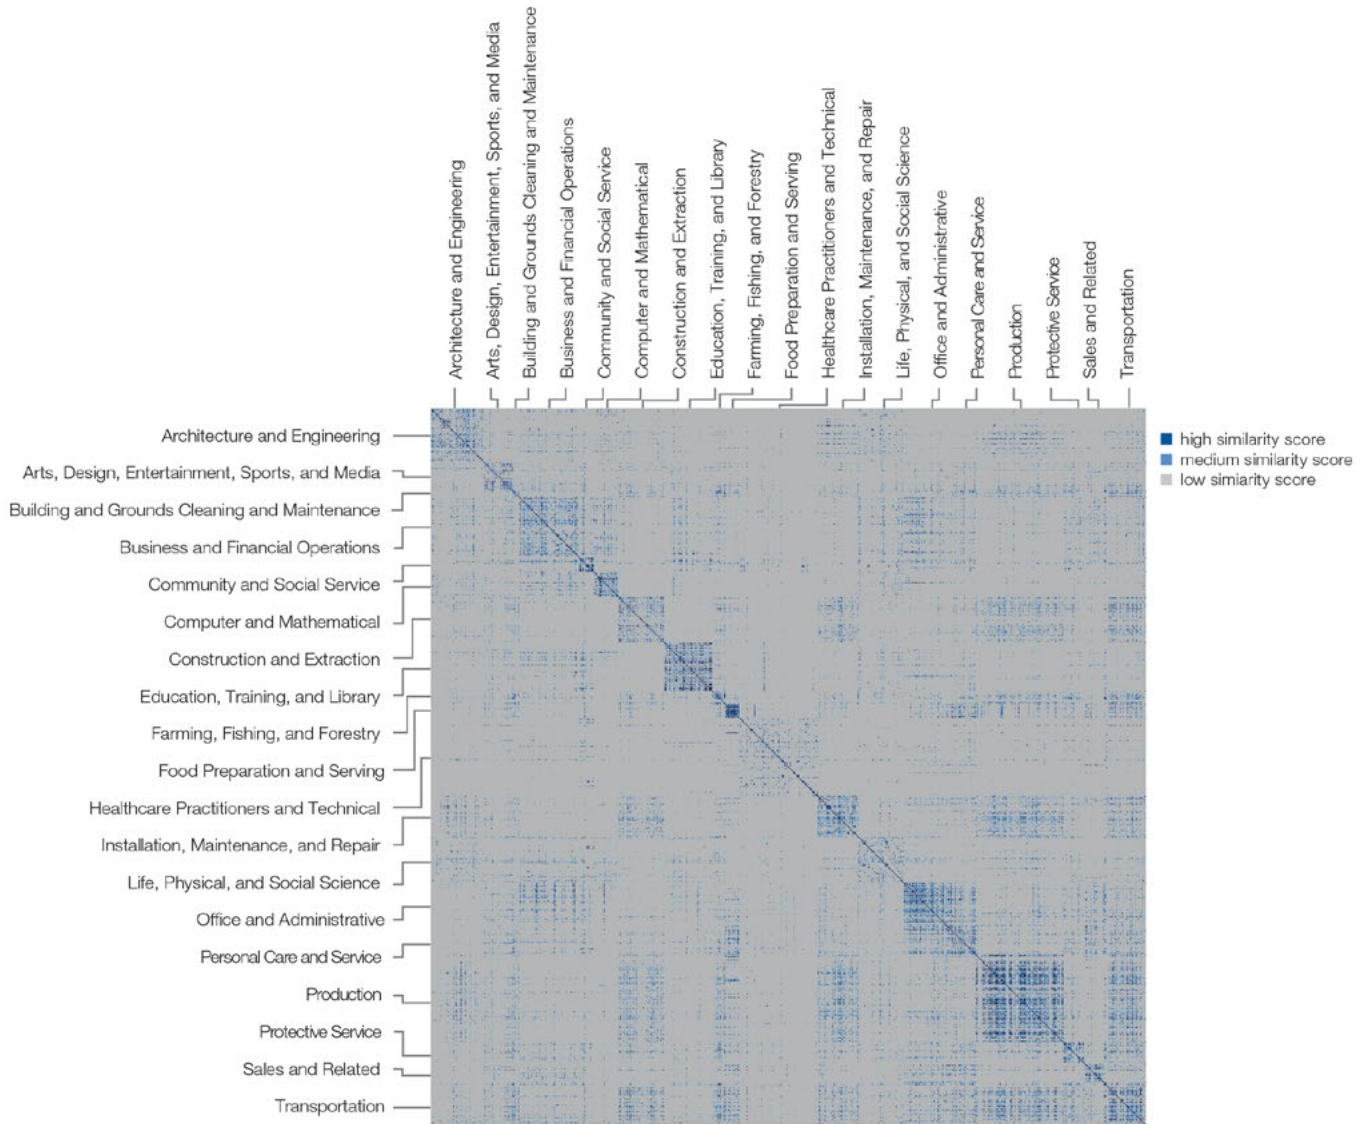 Architecture and Engineering
Arts, Design, Entertainment, Sports, and Media
Building and Grounds Cleaning and Maintenance
Business and Financial Operations
Community and Social Service
Computer and Mathematical
Construction and Extraction
Education, Training, and Library
Farming, Fishing, and Forestry
Food Preparation and Serving
Healthcare Practitioners and Technical
Installation, Maintenance, and Repair
Life, Physical, and Social Science
Office and Administrative
Personal Care and Service
Production
Protective Service
Sales and Related
Transportation
Architecture and Engineering
Arts, Design, Entertainment, Sports, and Media
Building and Grounds Cleaning and Maintenance
Business and Financial Operations
Community and Social Service
Computer and Mathematical
Construction and Extraction
Education, Training, and Library
Farming, Fishing, and Forestry
Food Preparation and Serving
Healthcare Practitioners and Technical
Installation, Maintenance, and Repair
Life, Physical, and Social Science
Office and Administrative
Personal Care and Service
Production
Protective Service
Sales and Related
Transportation
high similarity score
medium similarity score
low simiarity score